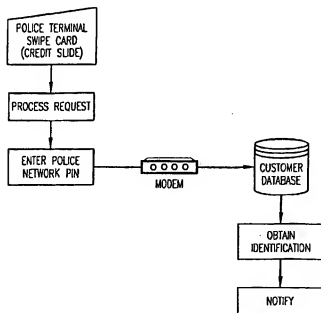 POLICE TERMINAL
SWIPE CARD
(CREDIT SLIDE)
PROCESS REQUEST
ENTER POLICE
NETWORK PIN
MODEM
CUSTOMER
DATABASE
OBTAIN
IDENTIFICATION
NOTIFY